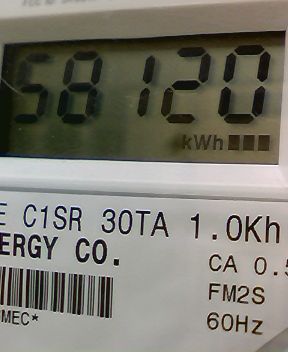 58120
kWh
E C1SR 30TA 1.0Kh
ERGY CO.
CA 0.5
FM2S
MEC*
60Hz